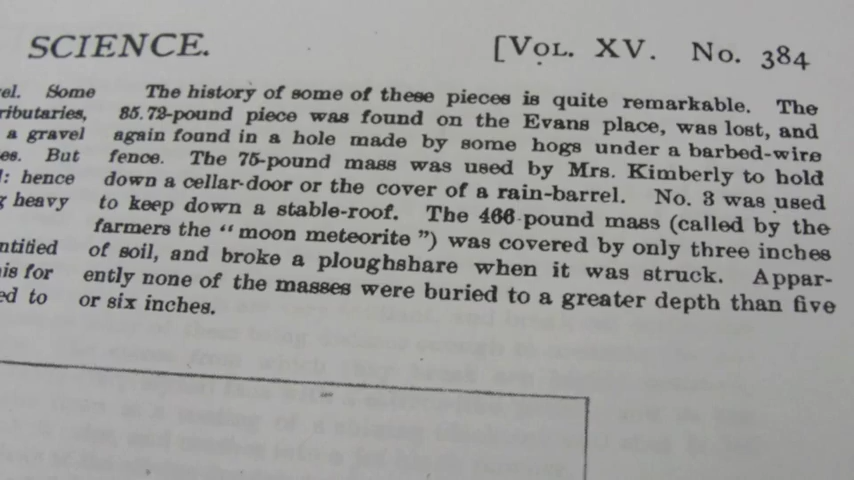 SCIENCE.
[VOL. XV. No. 384
el. Some
ributaries,
a gravel
es. But
: hence
heavy
ntified
is for
ed to
The history of some of these pieces is quite remarkable. The
85.72-pound piece was found on the Evans place, was lost, and
again found in a hole made by some hogs under a barbed-wire
fence. The 75-pound mass was used by Mrs. Kimberly to hold
down a cellar-door or the cover of a rain-barrel. No. 3 was used
to keep down a stable-roof. The 466-pound mass (called by the
farmers the “moon meteorite”) was covered by only three inches
of soil, and broke a ploughshare when it was struck. Appar-
ently none of the masses were buried to a greater depth than five
or six inches.